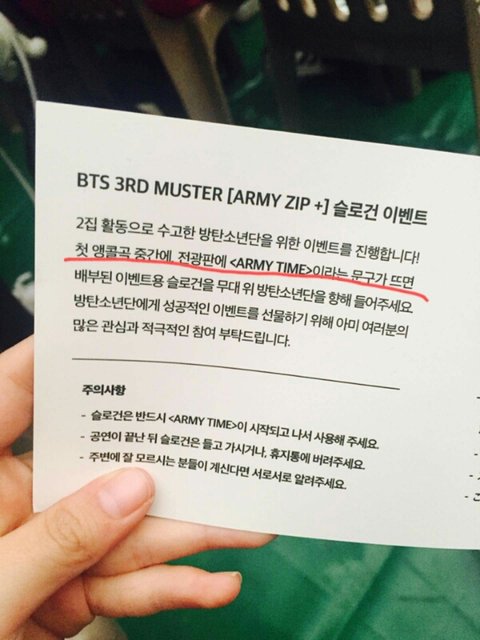 BTS 3RD MUSTER [ARMY ZIP +] 슬로건 이벤트
2집 활동으로 수고한 방탄소년단을 위한 이벤트를 진행합니다!
첫 앵콜곡 중간에, 전광판에 <ARMY TIME>이라는 문구가 뜨면
배부된 이벤트용 슬로건을 무대 위 방탄소년단을 향해 들어주세요.
방탄소년단에게 성공적인 이벤트를 선물하기 위해 아미 여러분의
많은 관심과 적극적인 참여 부탁드립니다.
주의사항
- 슬로건은 반드시 <ARMY TIME>이 시작되고 나서 사용해 주세요.
- 공연이 끝난 뒤 슬로건은 들고 가시거나, 휴지통에 버려주세요.
- 주변에 잘 모르시는 분들이 계신다면 서로서로 알려주세요.